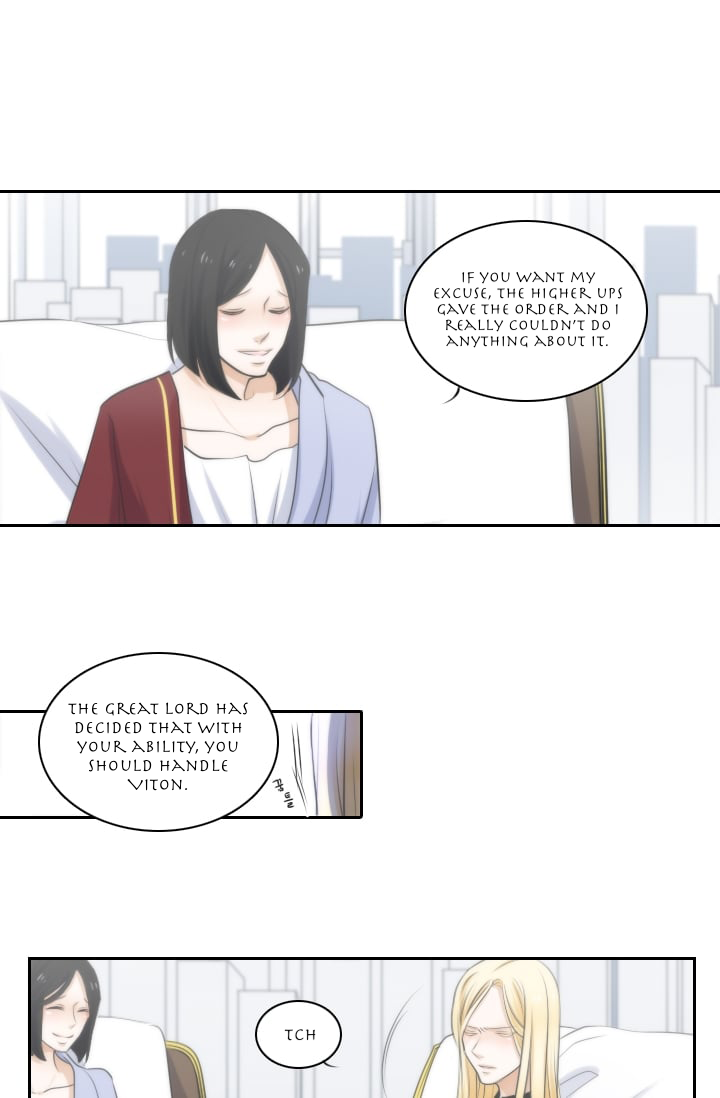 IF YOU WANT MY
EXCUSE, THE HIGHER UPS
GAVE THE ORDER AND I
REALLY COULDN'T DO
ANYTHING ABOUT IT.
THE GREAT LORD HAS
DECIDED THAT WITH
YOUR ABILITY, YOU
SHOULD HANDLE
VITON.
TCH